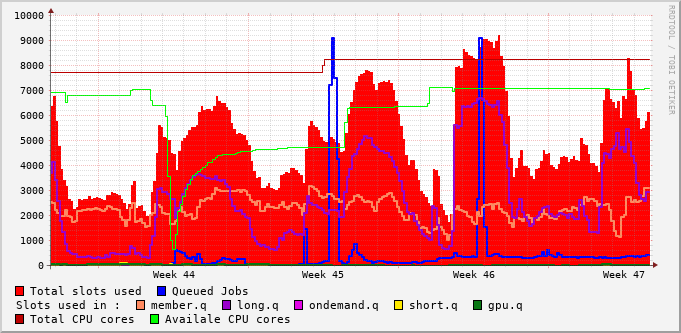 10000
9000
8000
7000
6000
5000
4000
3000
2000
1000
0
Week 44 Week 45 Week 46 Week 47
Total slots used Queued Jobs
Slots used in : member.q long.q ondemand.q short.q gpu.q
Total CPU cores Availale CPU cores
RRDTOOL / TOBI OETIKER